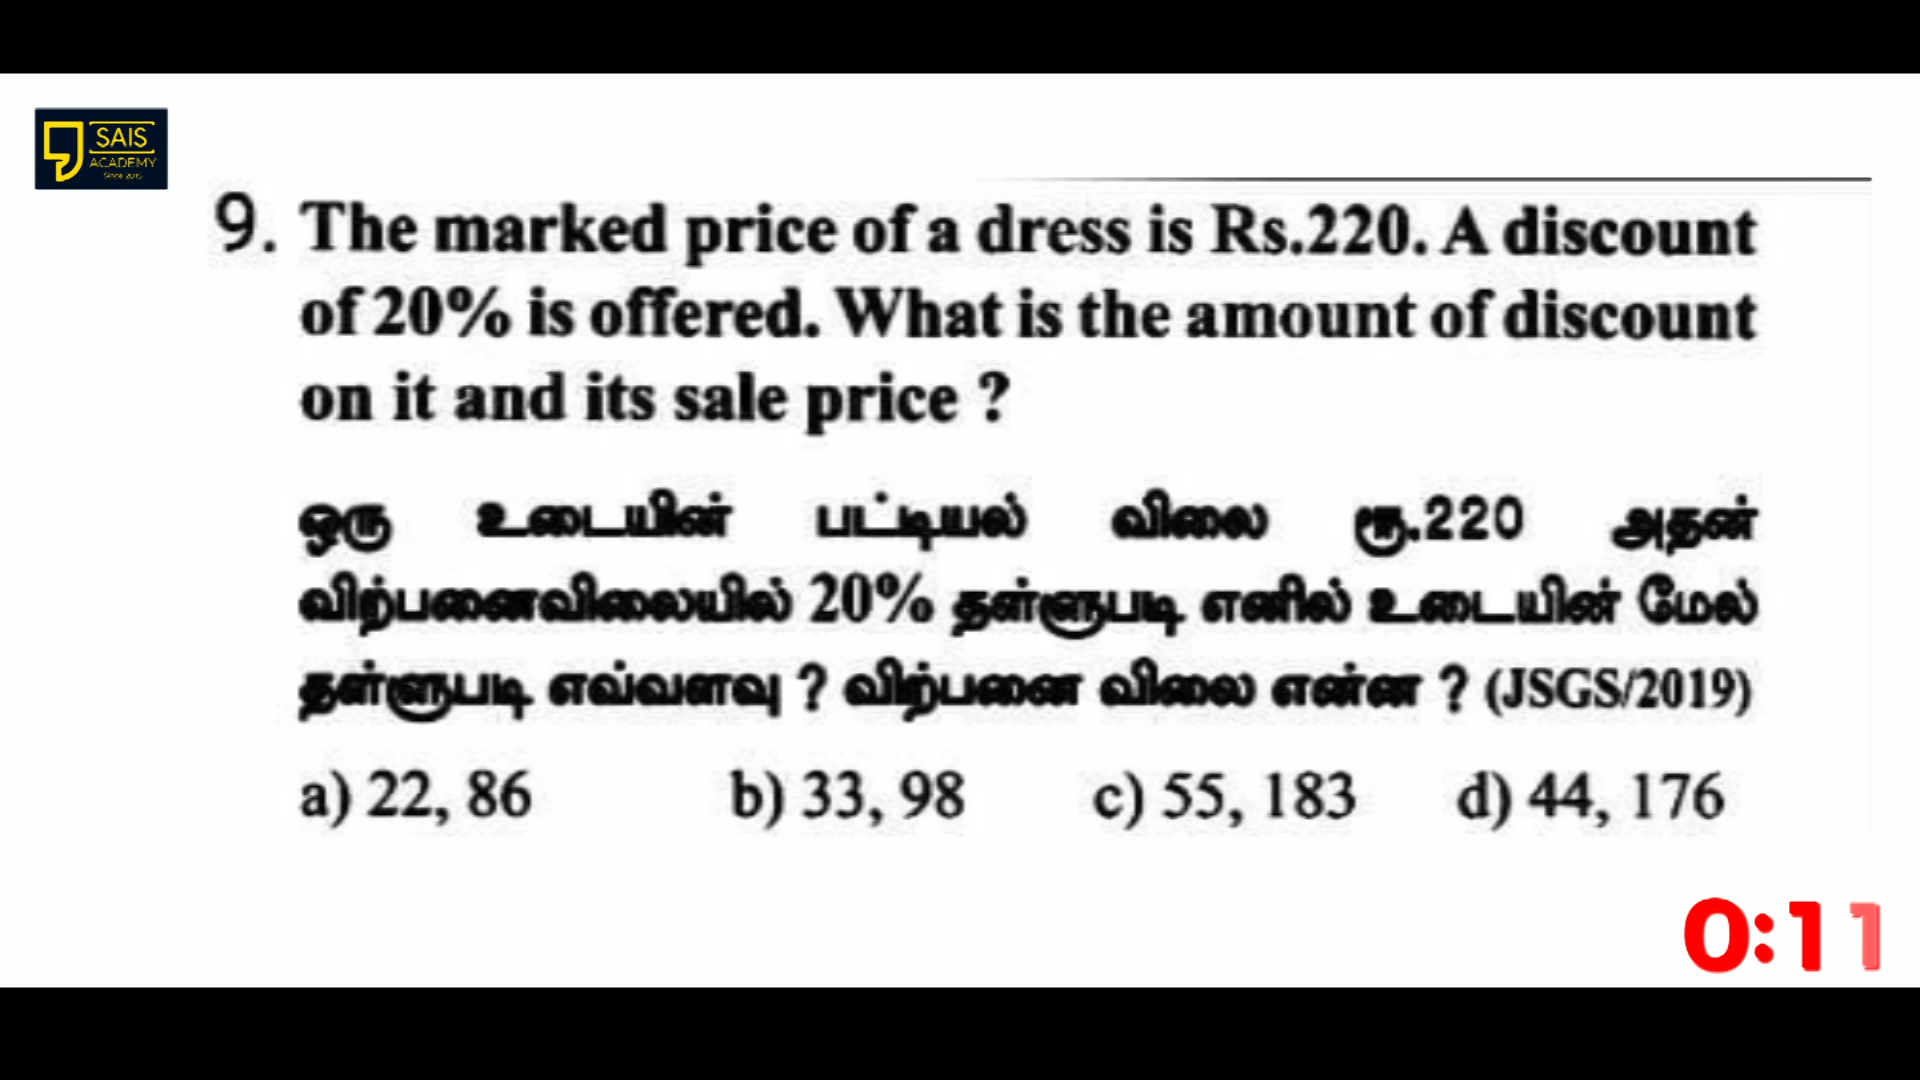 SAIS
ACADEMY
Since 2015
9. The marked price of a dress is Rs.220. A discount
of 20% is offered. What is the amount of discount
on it and its sale price ?
ஒரு உடையின் பட்டியல் விலை ரூ.220 அதன்
விற்பனைவிலையில் 20% தள்ளுபடி எனில் உடையின் மேல்
தள்ளுபடி எவ்வளவு ? விற்பனை விலை என்ன ? (JSGS/2019)
a) 22, 86 b) 33, 98 c) 55, 183 d) 44, 176
0:11